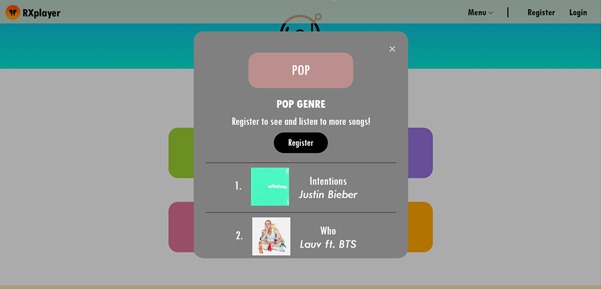 RXplayer
Menu
Register
Login
POP
POP GENRE
Register to see and listen to more songs!
Register
1.
Intentions
Justin Bieber
2.
Who
Lauv ft. BTS